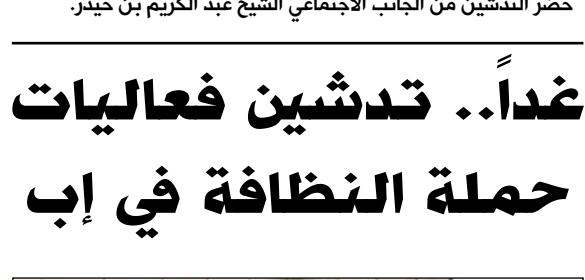 حضر التدشين من الجانب الاجتماعي الشيخ عبد الكريم بن حيدر.
غداً.. تدشين فعاليات
حملة النظافة في إب